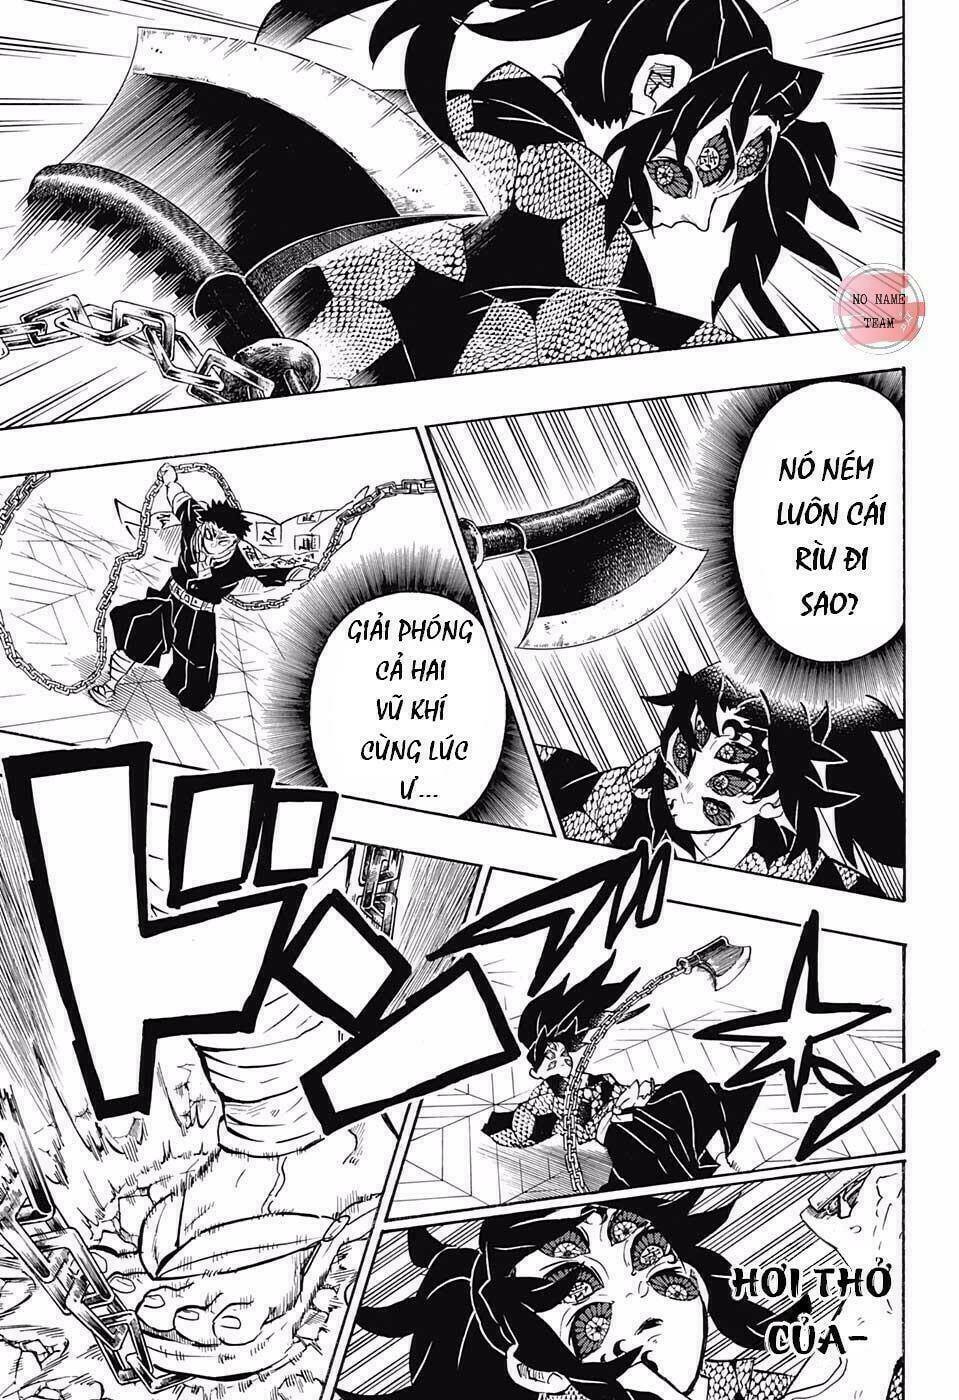 NO NAME
TEAM
NÓ NÉM
LUÔN CÁI
RÌU ĐI
SAO?
GIẢI PHÓNG
CẢ HAI
VŨ KHÍ
CÙNG LÚC
Ư...
ドンッ
HƠI THỞ
CỦA-